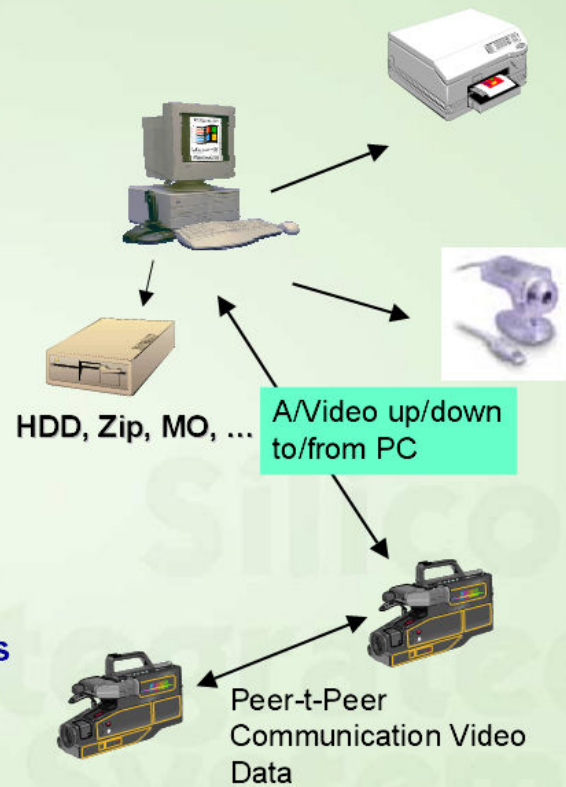 HDD, Zip, MO, ...
A/Video up/down
to/from PC
s
Peer-t-Peer
Communication Video
Data